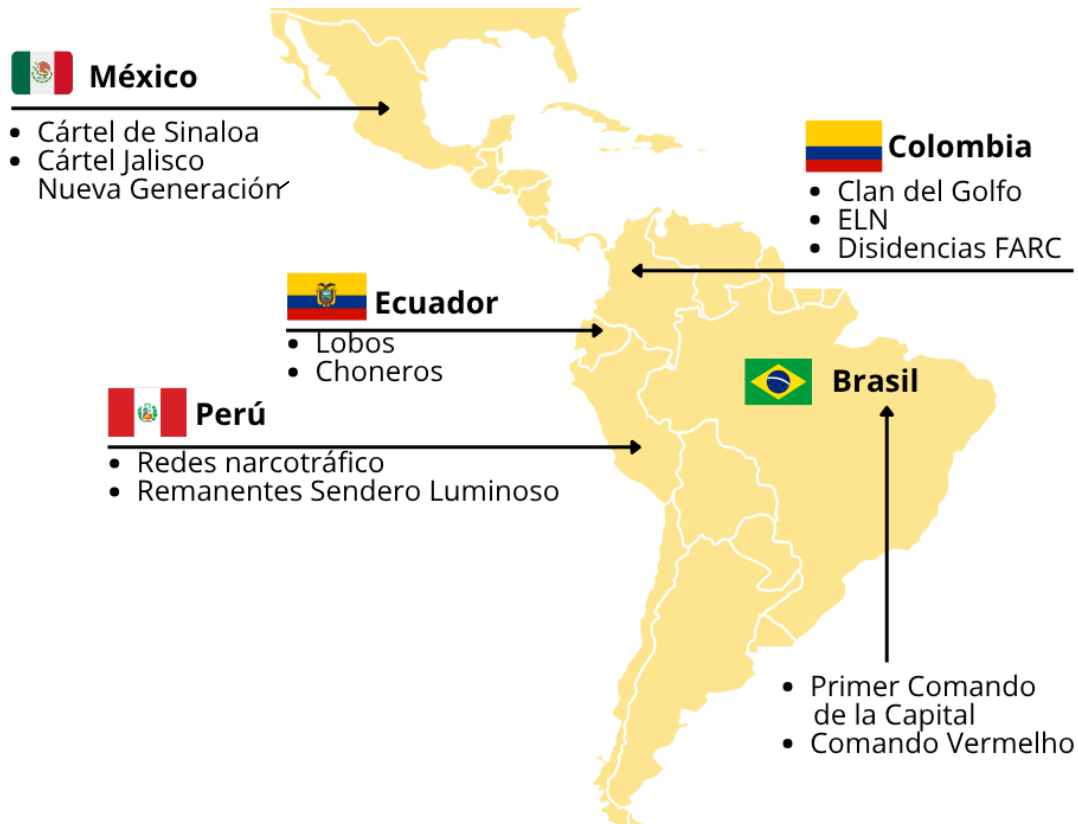 México
Cártel de Sinaloa
Cártel Jalisco
Nueva Generación
Colombia
Clan del Golfo
ELN
Disidencias FARC
Ecuador
Lobos
Choneros
Perú
Redes narcotráfico
Remanentes Sendero Luminoso
Brasil
Primer Comando
de la Capital
Comando Vermelho